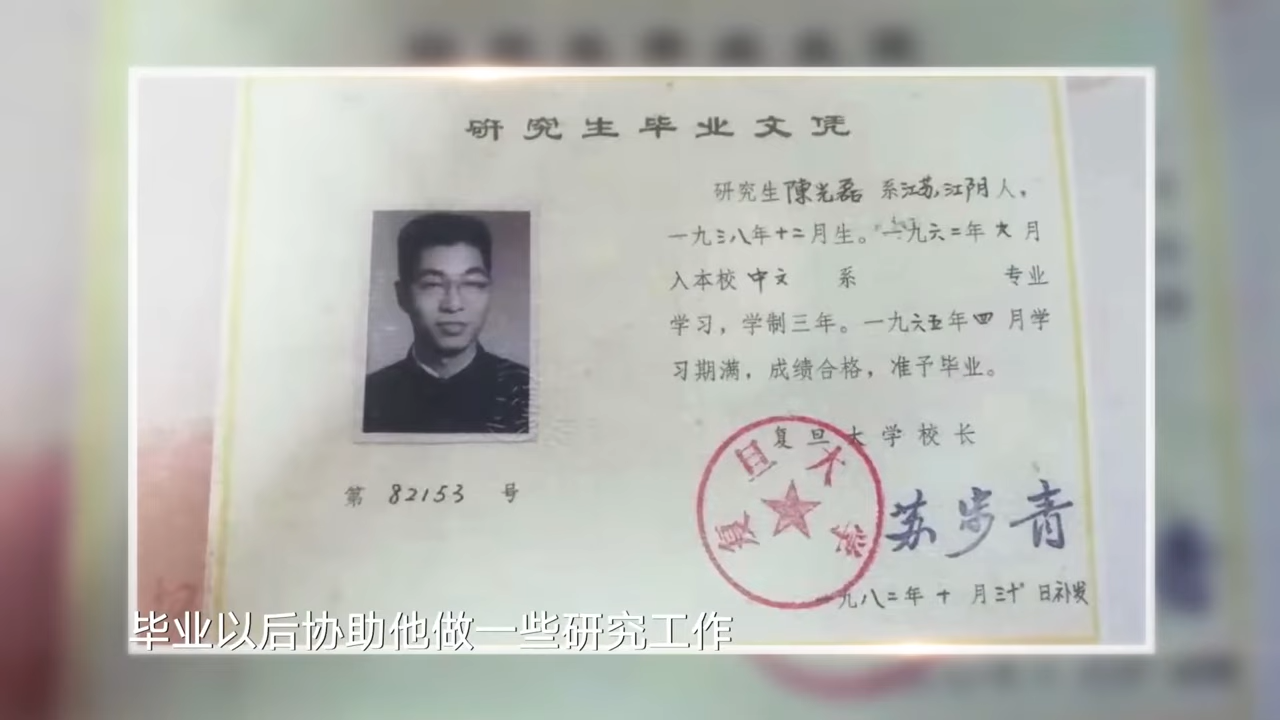 研究生毕业文凭
研究生陳光磊 系江苏,江阴人,
一九三八年十二月生。一九六二年大月
入本校中文 系 专业
学习,学制三年。一九六五年四月学
习期满,成绩合格,准予毕业。
复旦大学校长
苏步青
一九八二年十月三十日补发
第 82153 号
復旦大学
毕业以后协助他做一些研究工作